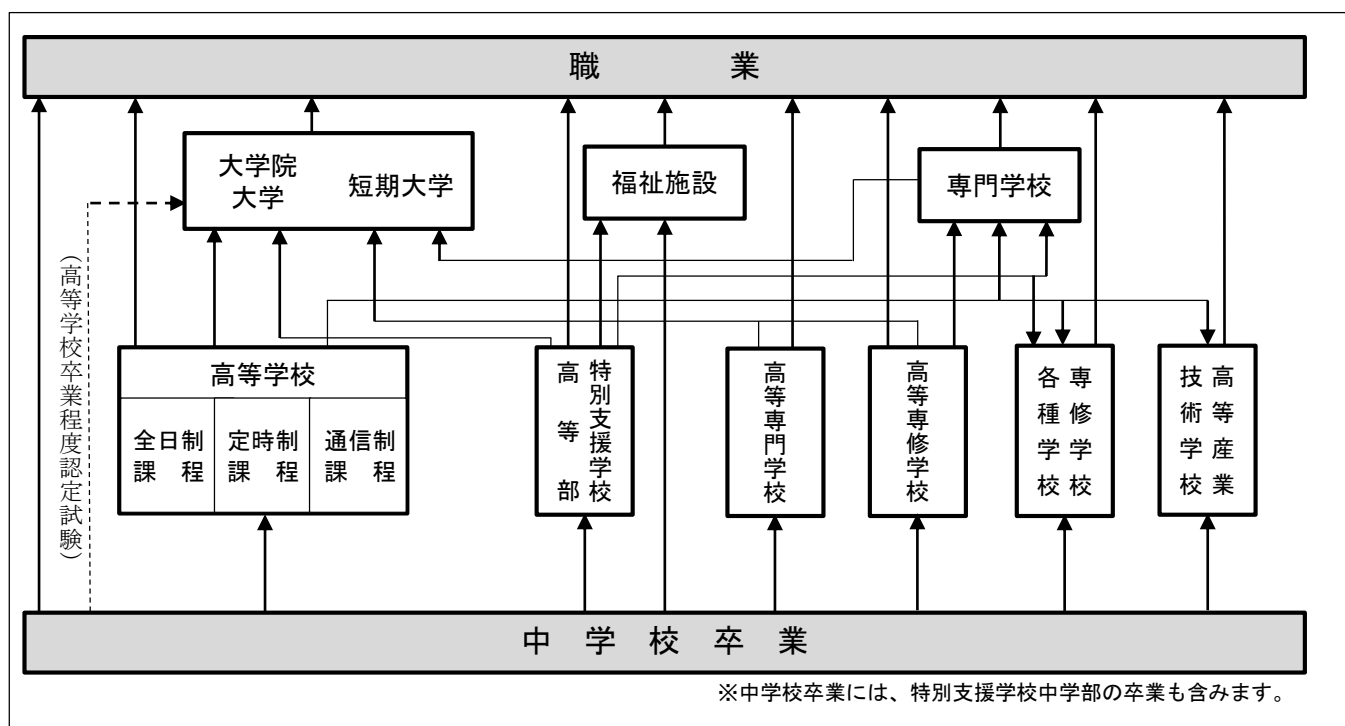 職業
大学院
大学
短期大学
福祉施設
専門学校
(高等学校卒業程度認定試験)
高等学校
全日制
課程
定時制
課程
通信制
課程
特別支援学校
高等部
高等専門学校
高等専修学校
専修学校
各種学校
高等産業
技術学校
中学校卒業
※中学校卒業には、特別支援学校中学部の卒業も含みます。